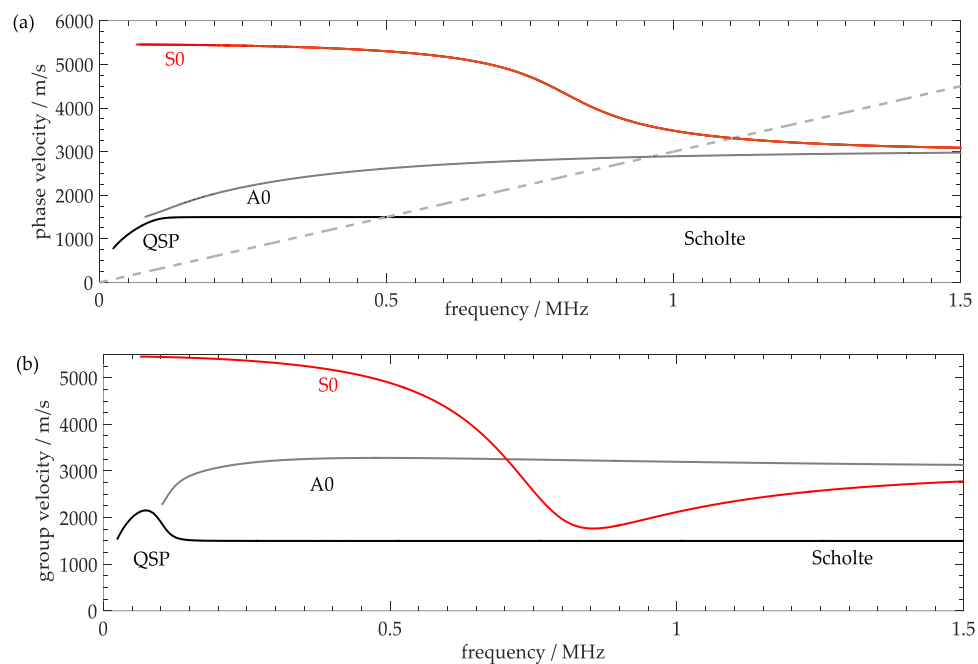 (a)
phase velocity / m/s
6000
5000
4000
3000
2000
1000
0
S0
A0
QSP
Scholte
0
0.5
1
1.5
frequency / MHz
(b)
group velocity / m/s
5000
4000
3000
2000
1000
0
S0
A0
QSP
Scholte
0
0.5
1
1.5
frequency / MHz